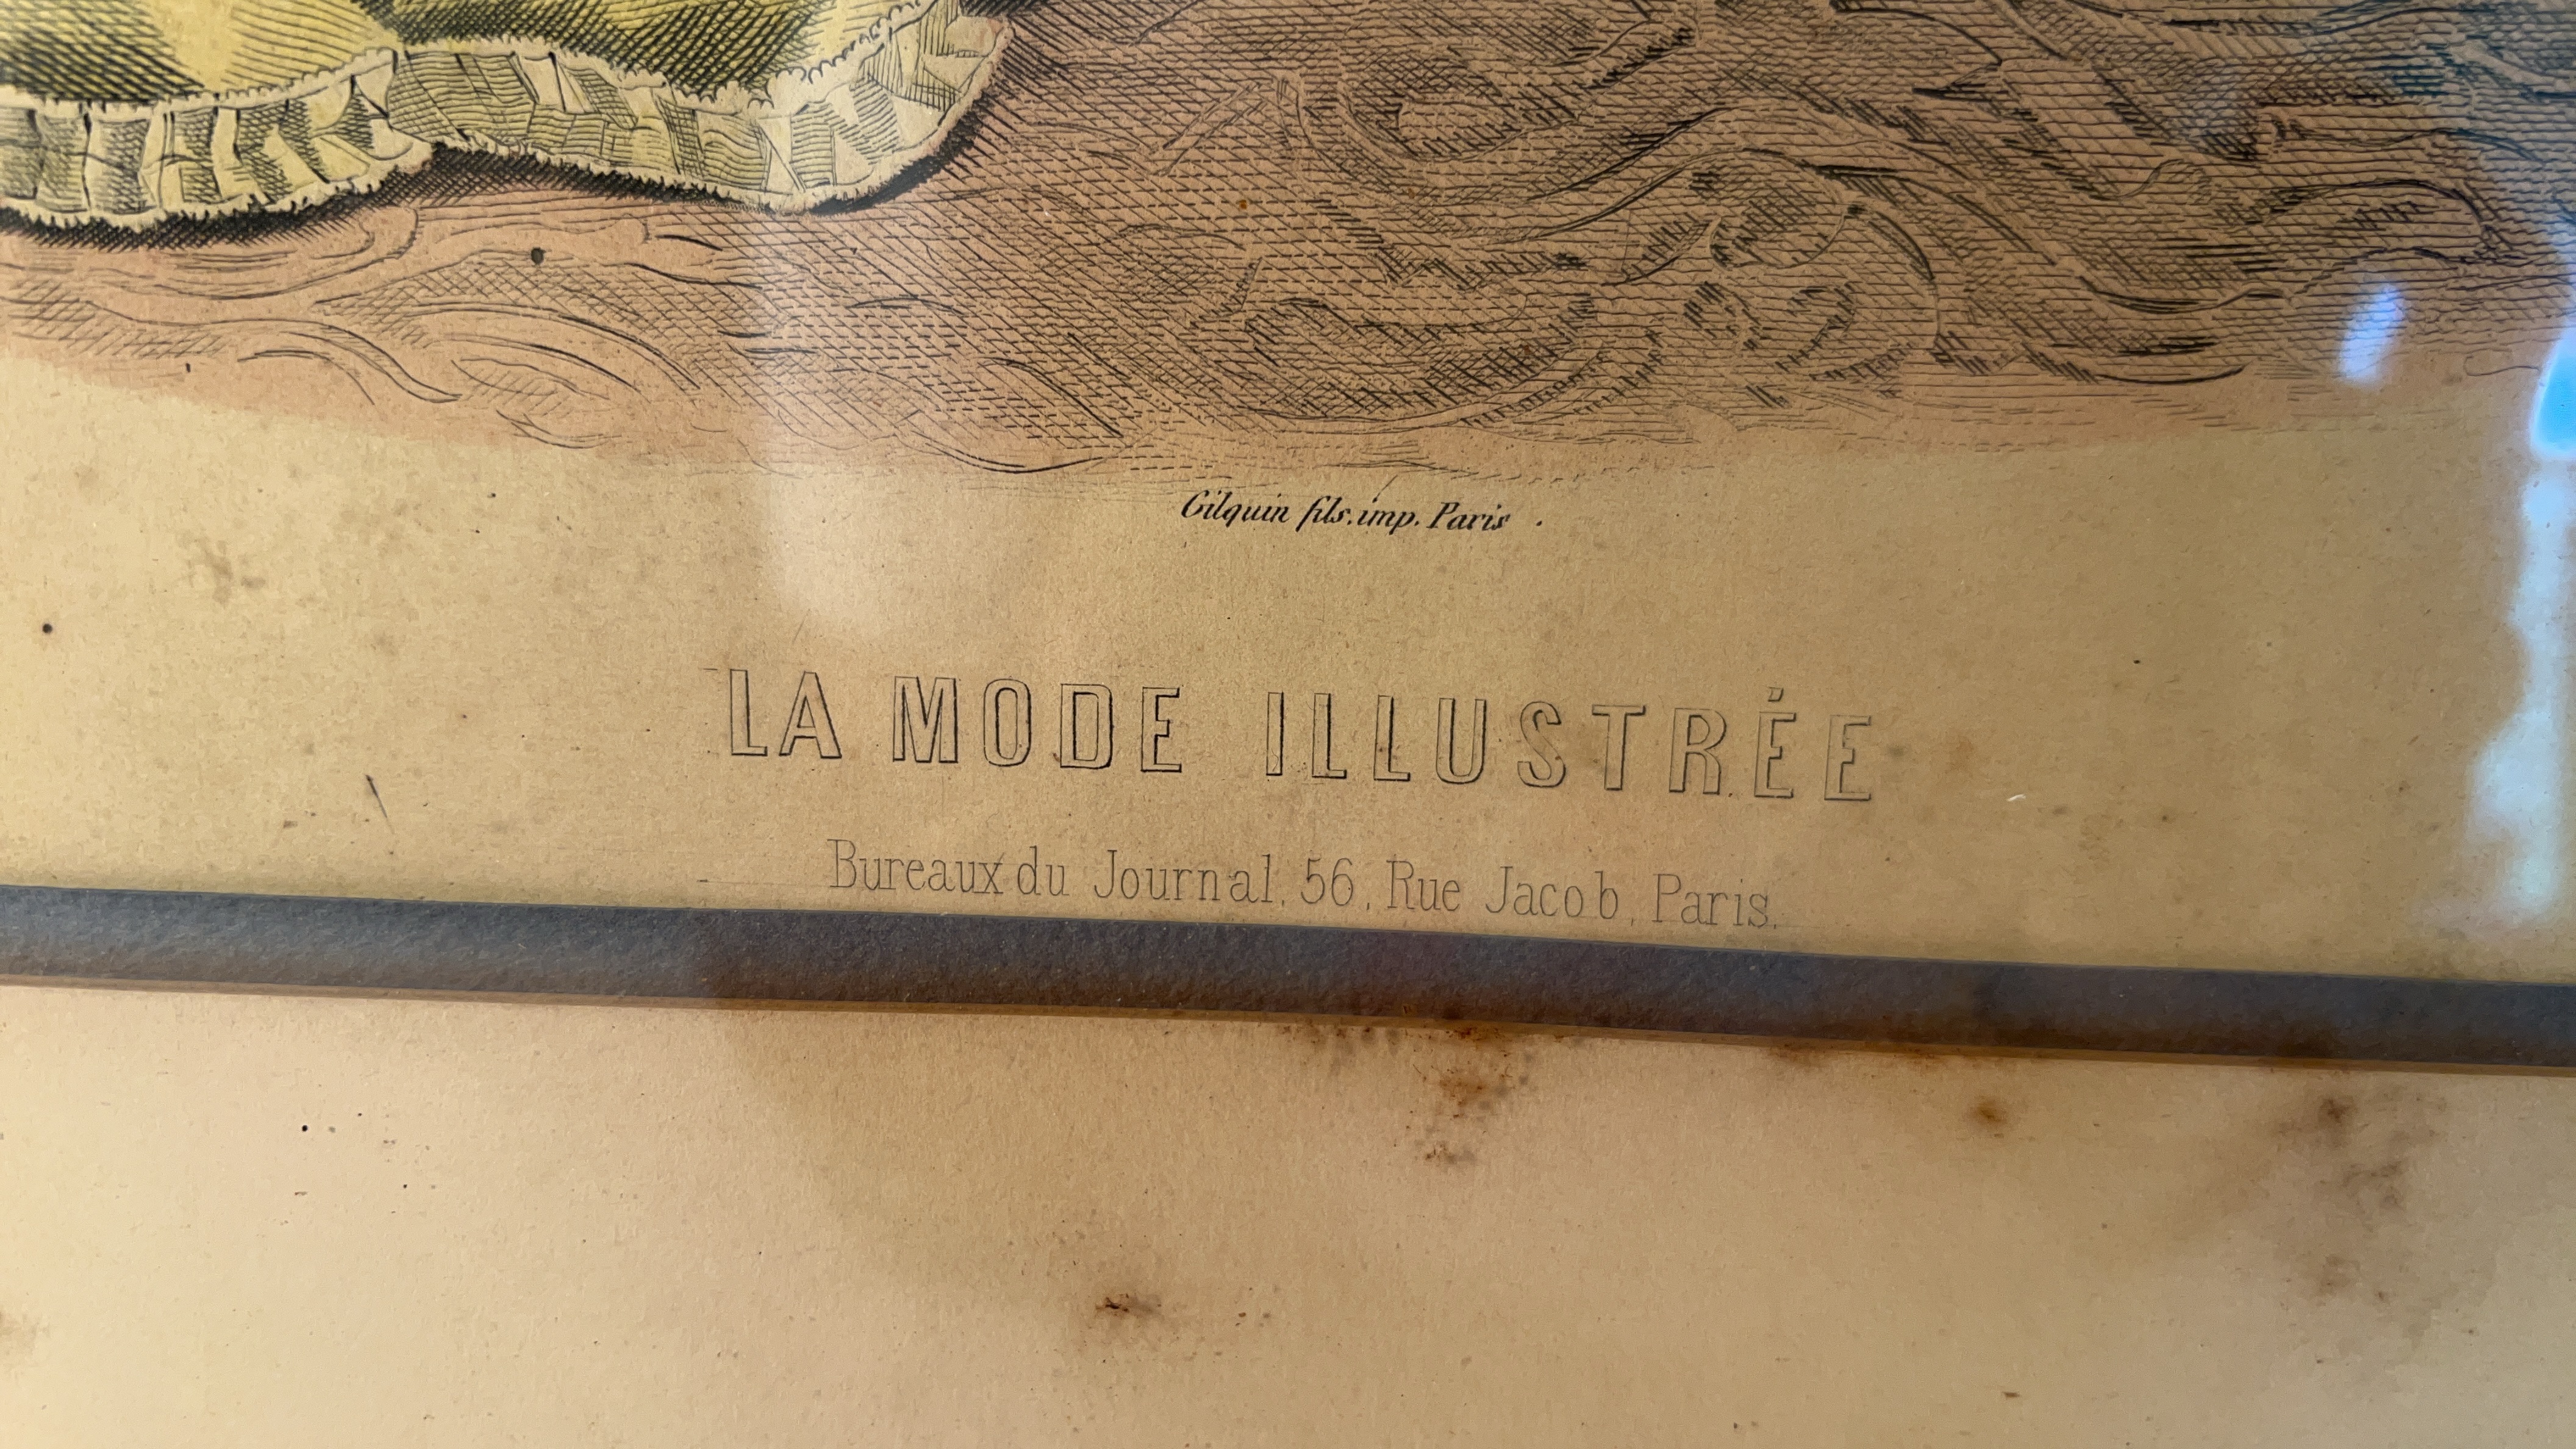 Gilquin fils. imp. Paris.
LA MODE ILLUSTRÉE
Bureaux du Journal, 56, Rue Jacob, Paris.